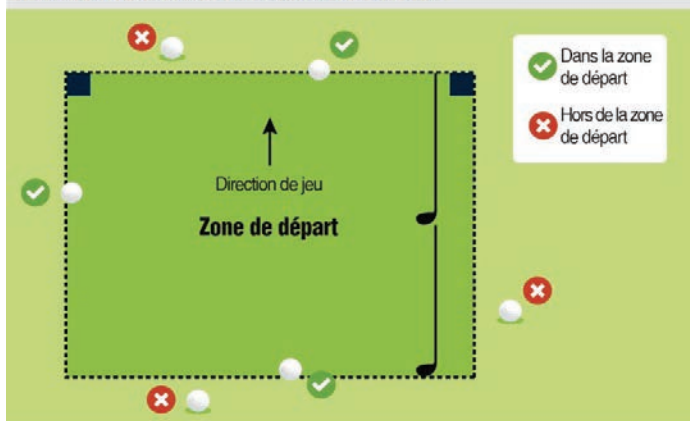 Dans la zone
de départ
Hors de la zone
de départ
Direction de jeu
Zone de départ